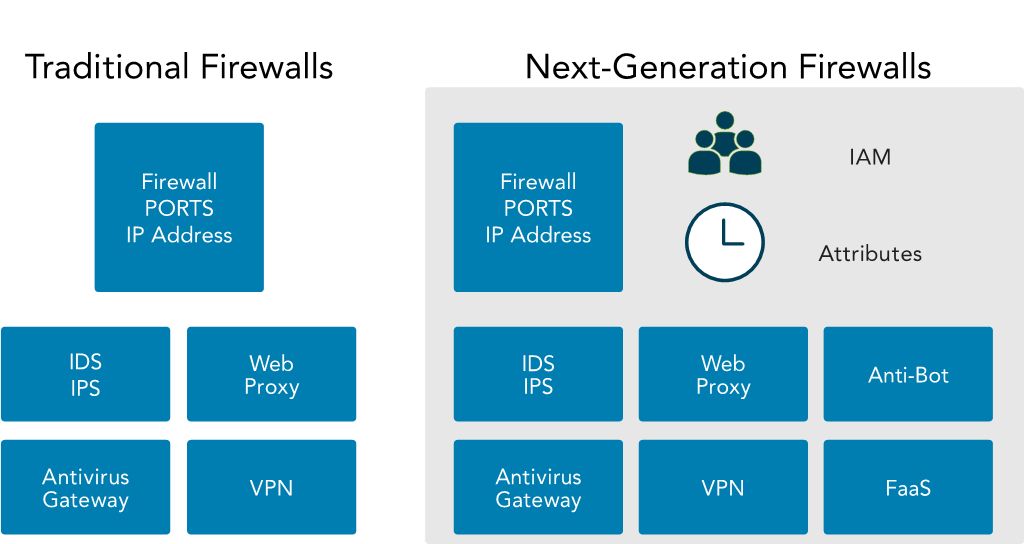 Traditional Firewalls
Firewall
PORTS
IP Address
IDS
IPS
Web
Proxy
Antivirus
Gateway
VPN
Next-Generation Firewalls
Firewall
PORTS
IP Address
IAM
Attributes
IDS
IPS
Web
Proxy
Anti-Bot
Antivirus
Gateway
VPN
FaaS